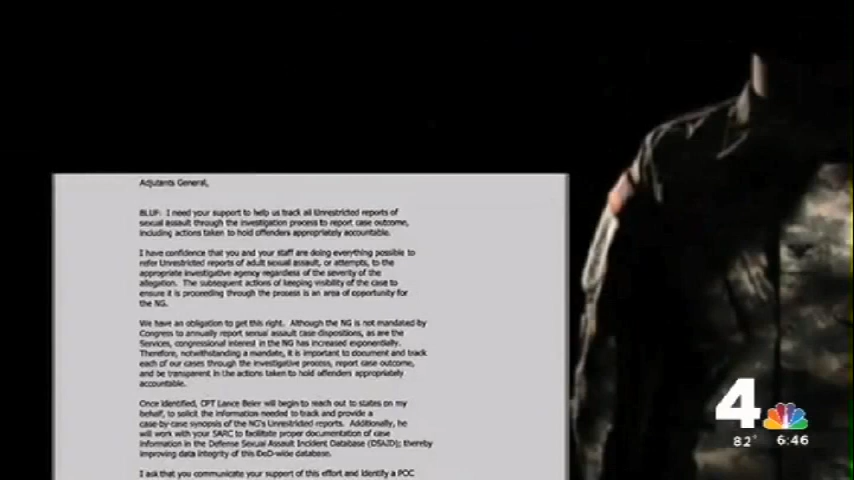 Adjutants General,
BLUF: I need your support to help us track all Unrestricted reports of
sexual assault through the investigation process to report case outcome,
including actions taken to hold offenders appropriately accountable.
I have confidence that you and your staff are doing everything possible to
refer Unrestricted reports of adult sexual assault, or attempts, to the
appropriate investigative agency regardless of the severity of the
allegation. The subsequent actions of keeping visibility of the case to
ensure it is proceeding through the process is an area of opportunity for
the NG.
We have an obligation to get this right. Although the NG is not mandated by
Congress to annually report sexual assault case dispositions, as are the
Services, congressional interest in the NG has increased exponentially.
Therefore, notwithstanding a mandate, it is important to document and track
each of our cases through the investigative process, report case outcome,
and be transparent in the actions taken to hold offenders appropriately
accountable.
Once identified, CPT Lance Beier will begin to reach out to states on my
behalf, to solicit the information needed to track and provide a
case-by-case synopsis of the NG's Unrestricted reports. Additionally, he
will work with your SARC to facilitate proper documentation of case
information in the Defense Sexual Assault Incident Database (DSAID); thereby
improving data integrity of this DoD-wide database.
I ask that you communicate your support of this effort and identify a POC
4
82° 6:46